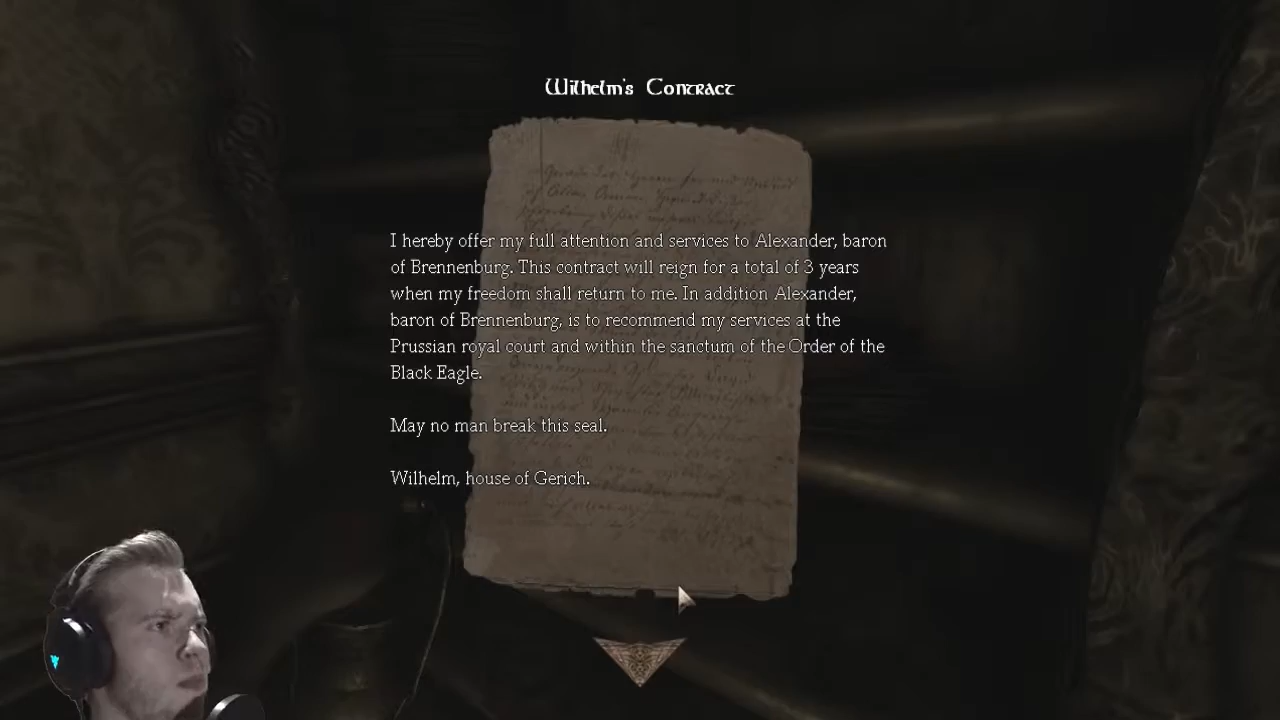 Wilhelm's Contract
I hereby offer my full attention and services to Alexander, baron
of Brennenburg. This contract will reign for a total of 3 years
when my freedom shall return to me. In addition Alexander,
baron of Brennenburg, is to recommend my services at the
Prussian royal court and within the sanctum of the Order of the
Black Eagle.
May no man break this seal.
Wilhelm, house of Gerich.